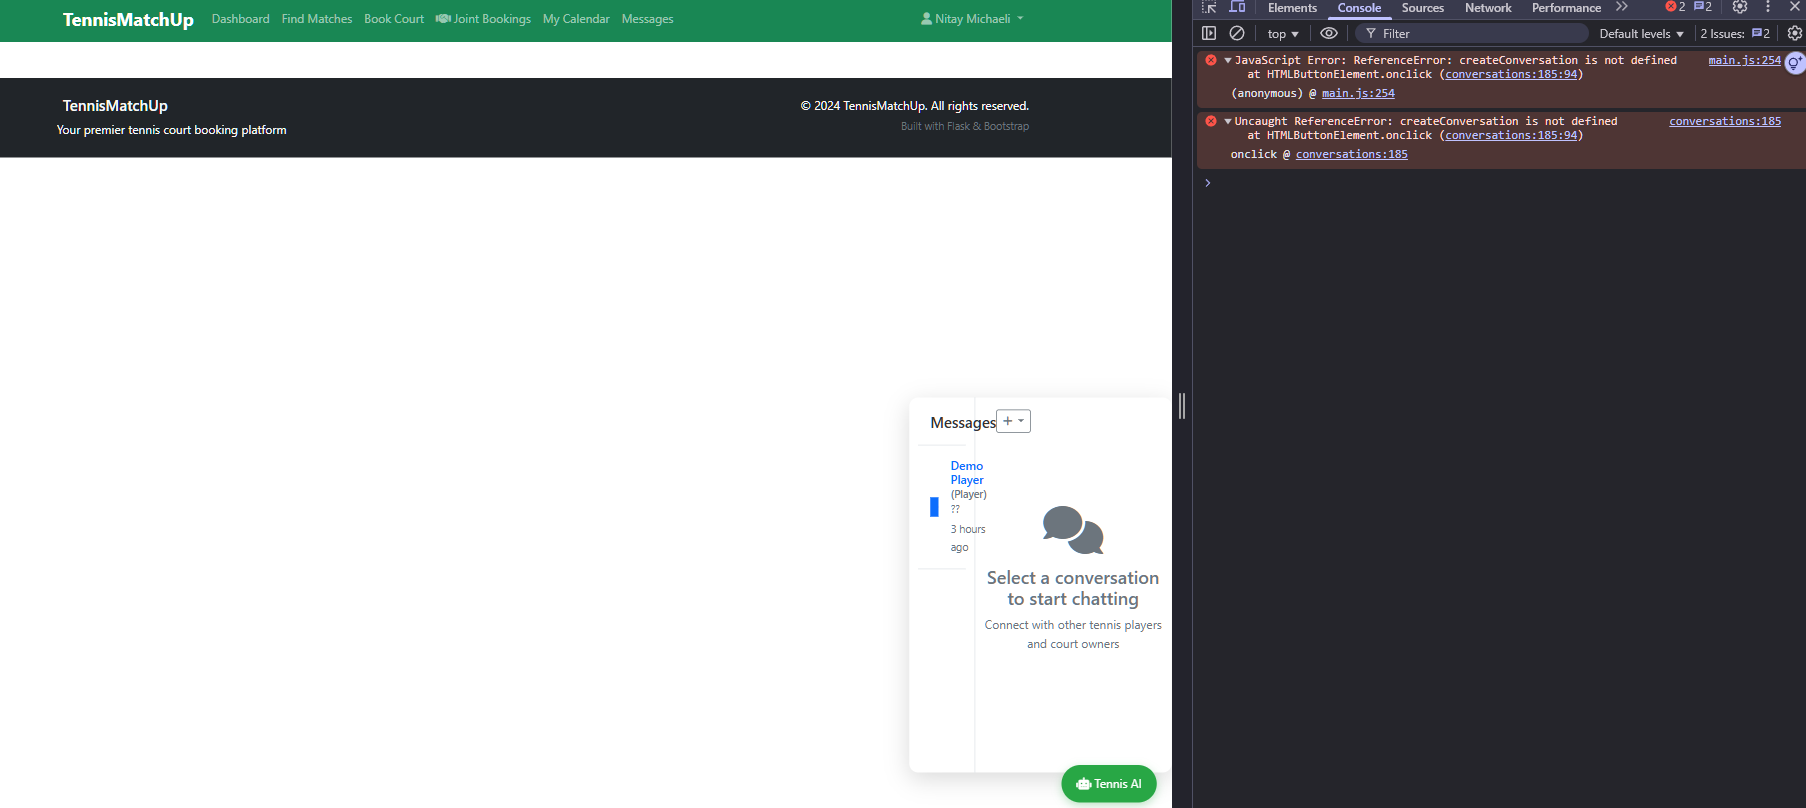 TennisMatchUp Dashboard Find Matches Book Court Joint Bookings My Calendar Messages Nitay Michaeli
TennisMatchUp
Your premier tennis court booking platform
© 2024 TennisMatchUp. All rights reserved.
Built with Flask & Bootstrap
Messages +
Demo
Player
(Player)
??
3 hours
ago
Select a conversation
to start chatting
Connect with other tennis players
and court owners
Tennis AI
Elements Console Sources Network Performance 2 2
top Filter Default levels 2 Issues: 2
JavaScript Error: ReferenceError: createConversation is not defined main.js:254
at HTMLButtonElement.onclick (conversations:185:94)
(anonymous) @ main.js:254
Uncaught ReferenceError: createConversation is not defined conversations:185
at HTMLButtonElement.onclick (conversations:185:94)
onclick @ conversations:185